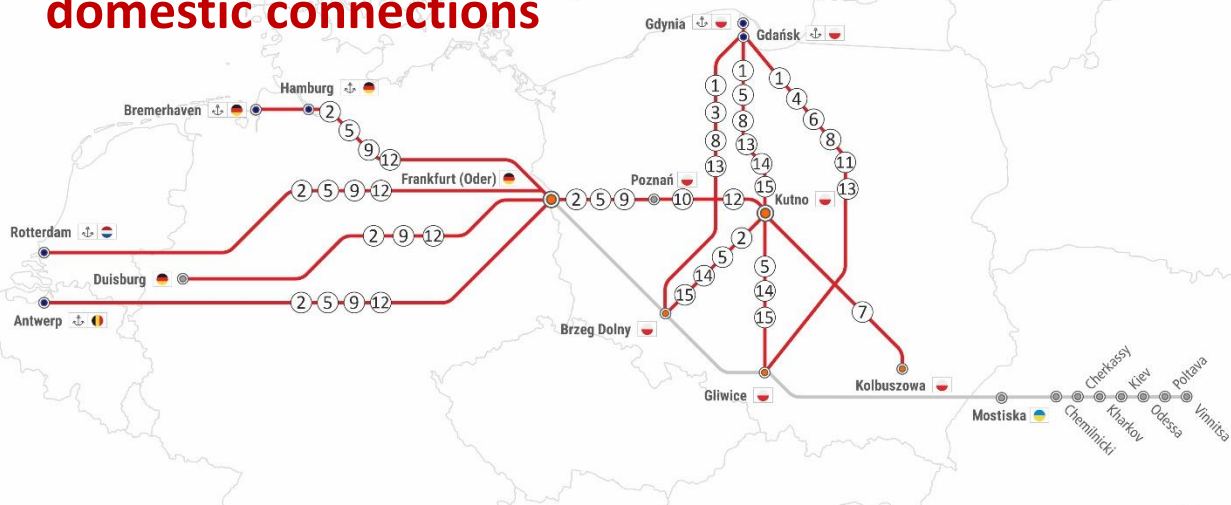 domestic connections
Gdynia
Gdańsk
Hamburg
Bremerhaven
2
5
9
12
1
3
8
13
1
5
8
13
14
15
1
4
6
8
11
13
Frankfurt (Oder)
2 5 9 12
2 5 9
Poznań
10 12
Kutno
Rotterdam
2 9 12
Duisburg
2 5 9 12
Antwerp
2
5
14
15
5
14
15
7
Brzeg Dolny
Gliwice
Kolbuszowa
Mostiska
Chemilnicki
Cherkassy
Kharkov
Kiev
Odessa
Poltava
Vinnitsa